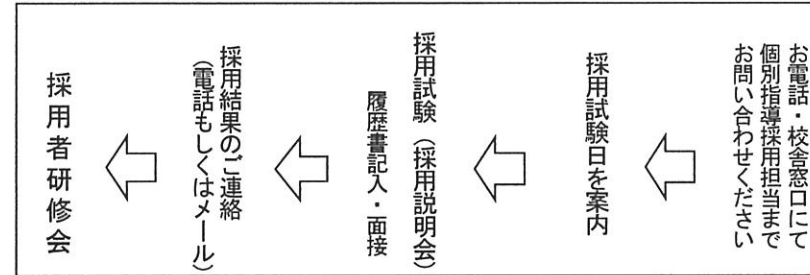 お電話・校舎窓口にて
個別指導採用担当まで
お問い合わせください
採用試験日を案内
採用試験（採用説明会）
履歴書記入・面接
採用結果のご連絡
（電話もしくはメール）
採用者研修会